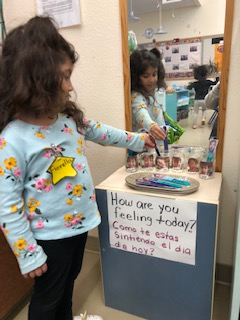 How are you
feeling today?
Como te estas
Sintiendo el dia
de hoy?